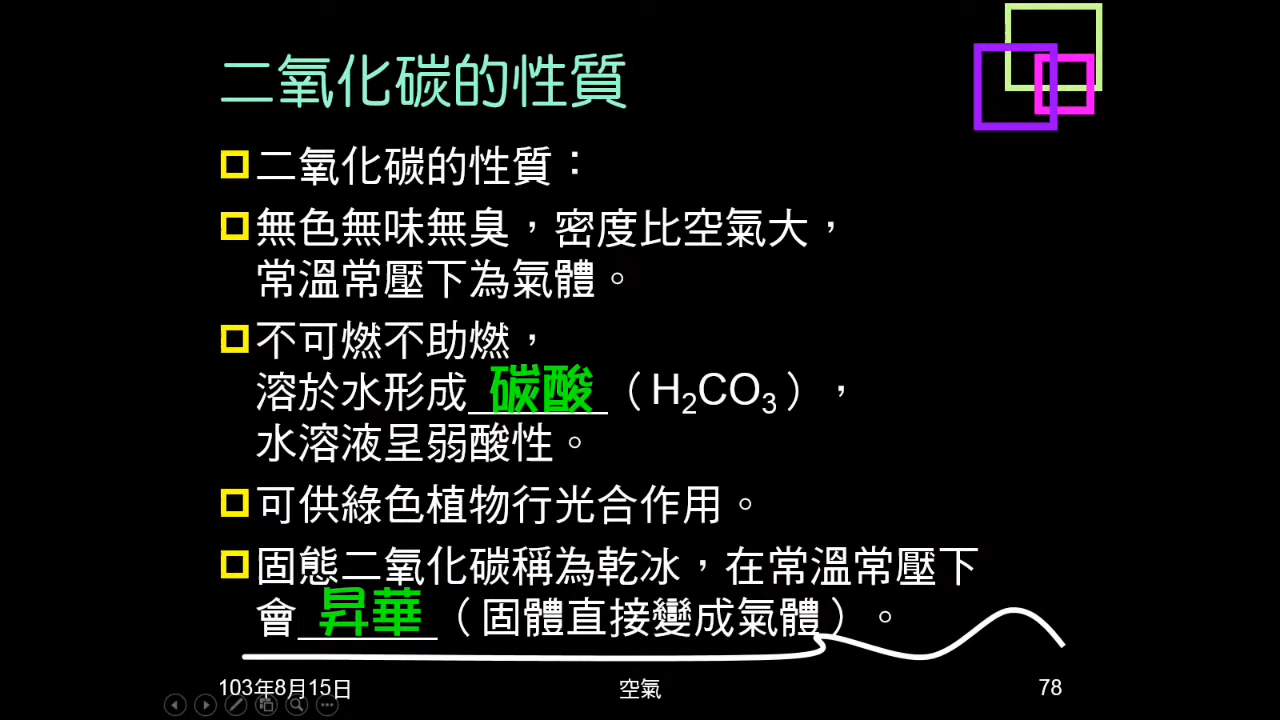 二氧化碳的性質
二氧化碳的性質：
無色無味無臭，密度比空氣大，
常溫常壓下為氣體。
不可燃不助燃，
溶於水形成 碳酸 （H₂CO₃），
水溶液呈弱酸性。
可供綠色植物行光合作用。
固態二氧化碳稱為乾冰，在常溫常壓下
會 昇華 （固體直接變成氣體）。
103年8月15日 空氣 78